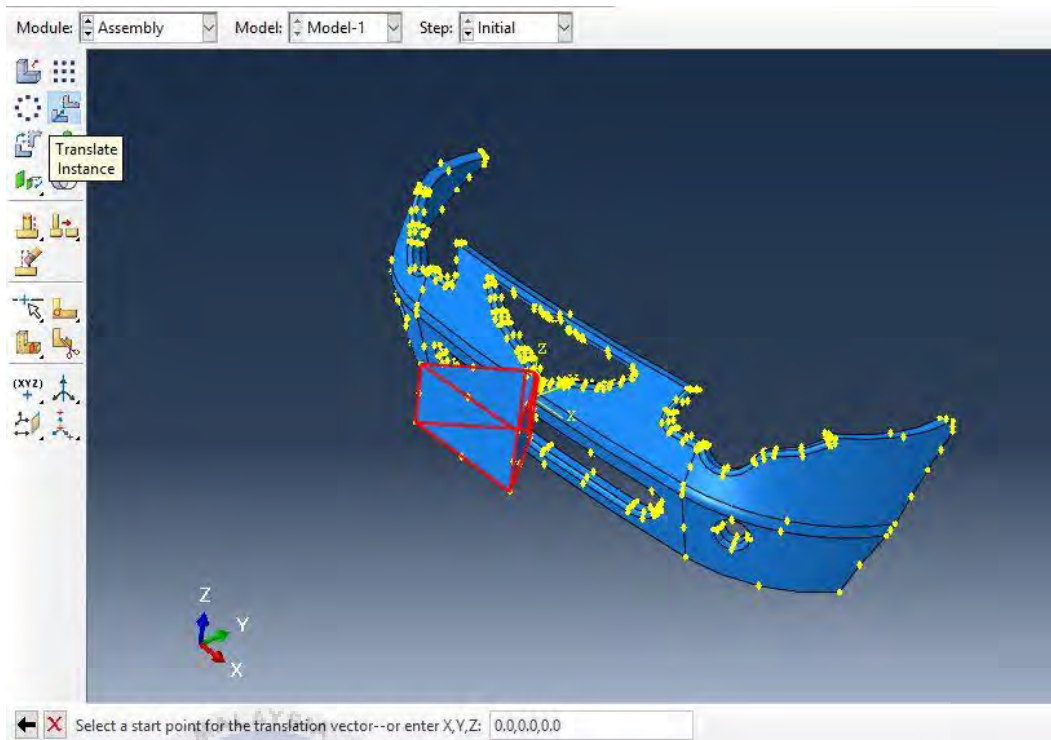 Module: Assembly Model: Model-1 Step: Initial
Translate
Instance
(XYZ)
Z
X
Z
Y
X
Select a start point for the translation vector--or enter X,Y,Z: 0.0,0.0,0.0